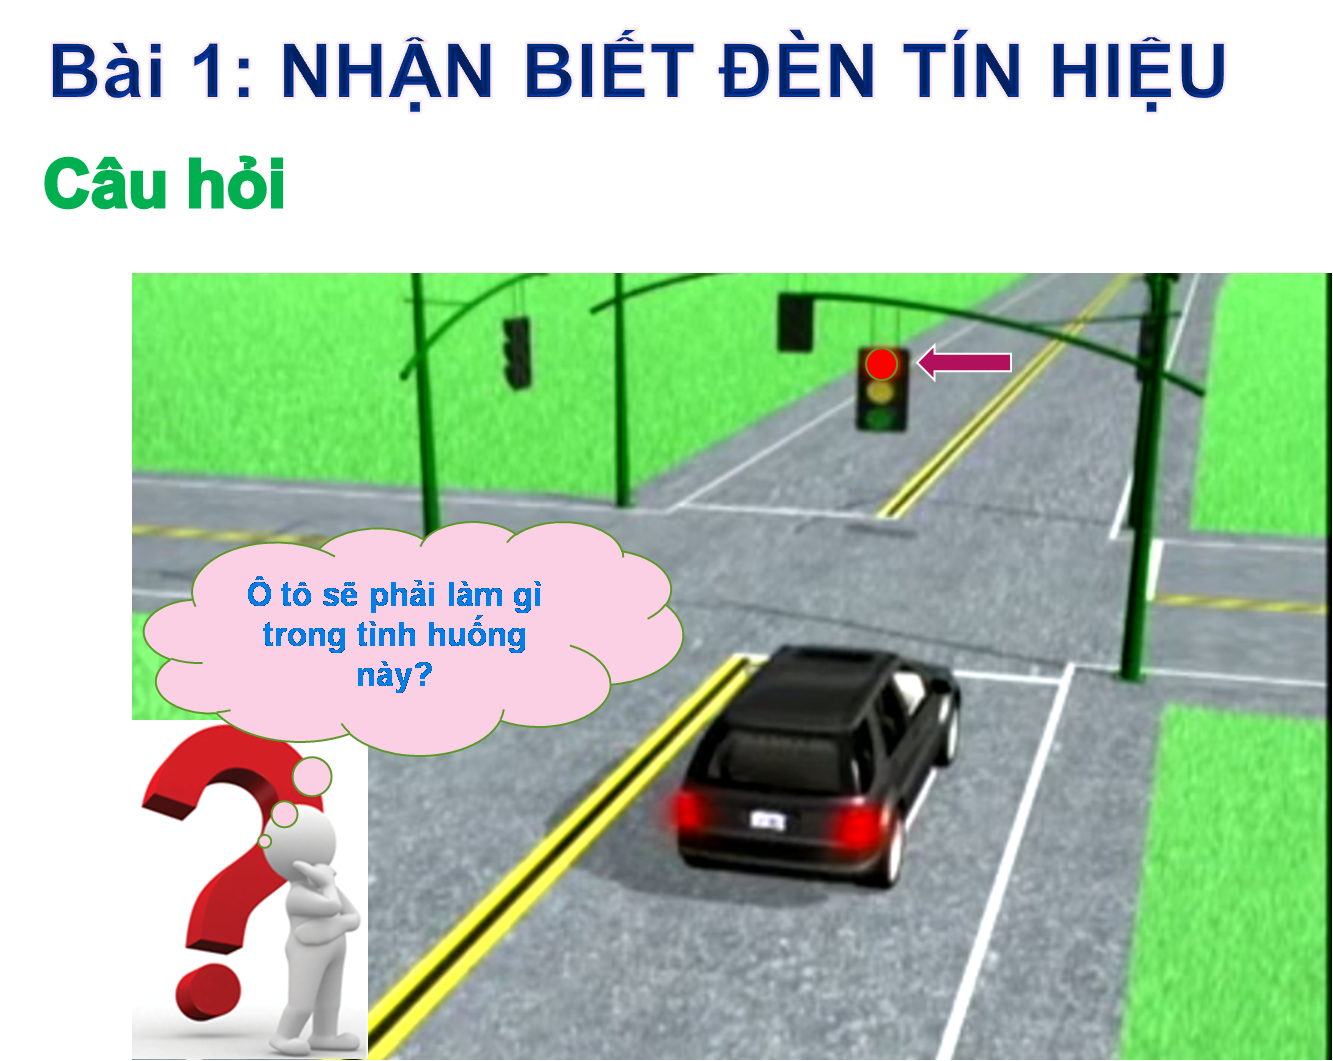 Bài 1: NHẬN BIẾT ĐÈN TÍN HIỆU
Câu hỏi
Ô tô sẽ phải làm gì
trong tình huống
này?